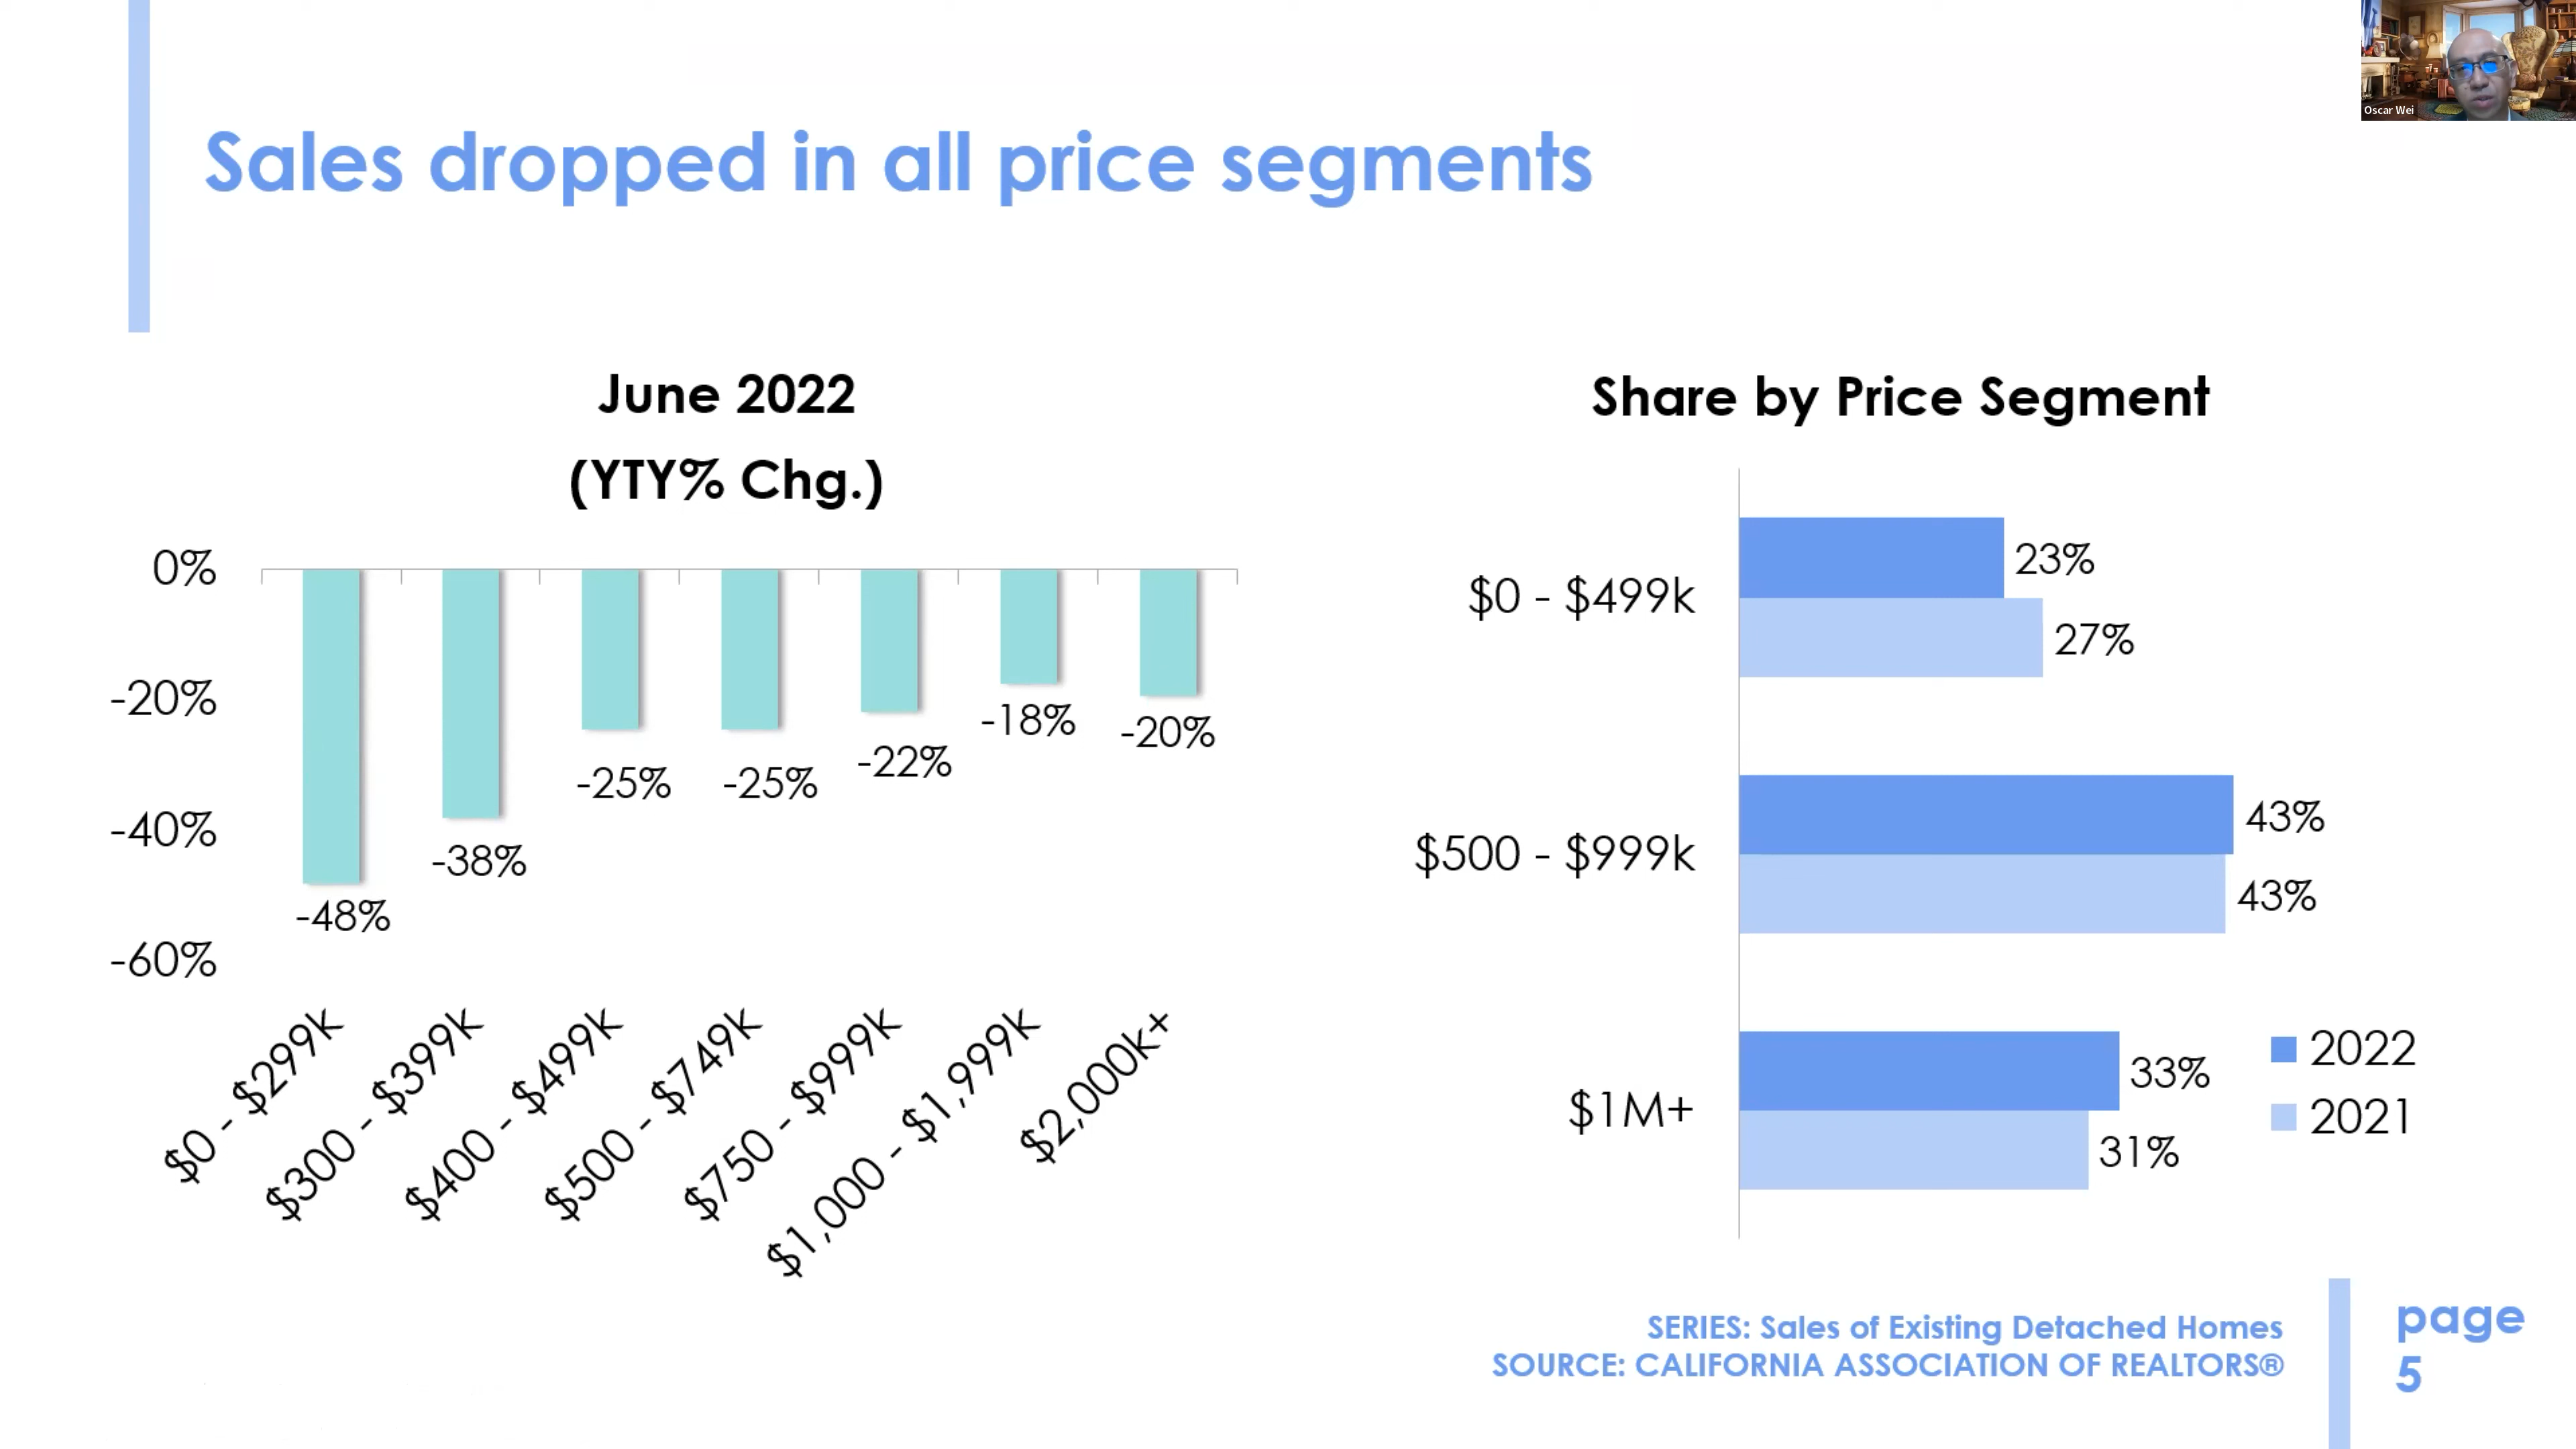 Oscar Wei
Sales dropped in all price segments
June 2022
(YTY% Chg.)
0%
-20%
-40%
-60%
-48%
-38%
-25%
-25%
-22%
-18%
-20%
$0 - $299k
$300 - $399k
$400 - $499k
$500 - $749k
$750 - $999k
$1,000 - $1,999k
$2,000k+
Share by Price Segment
$0 - $499k
23%
27%
$500 - $999k
43%
43%
$1M+
33%
31%
2022
2021
SERIES: Sales of Existing Detached Homes
SOURCE: CALIFORNIA ASSOCIATION OF REALTORS®
page
5